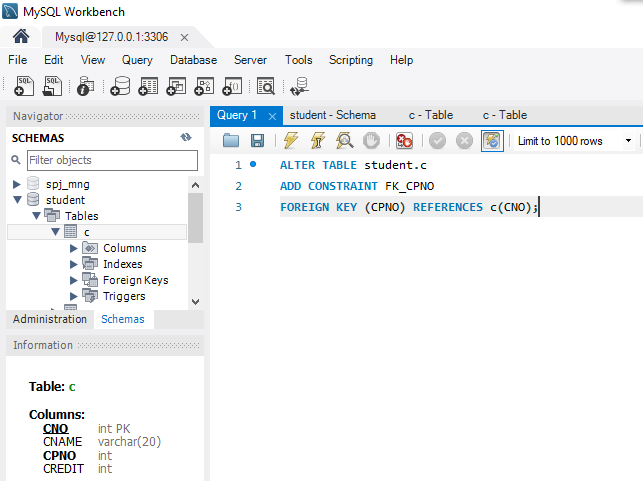 MySQL Workbench
Mysql@127.0.0.1:3306
File Edit View Query Database Server Tools Scripting Help
SQL SQL
Navigator
SCHEMAS
Filter objects
spj_mng
student
Tables
c
Columns
Indexes
Foreign Keys
Triggers
Administration Schemas
Information
Table: c
Columns:
CNO int PK
CNAME varchar(20)
CPNO int
CREDIT int
Query 1 student - Schema c - Table c - Table
Limit to 1000 rows
1 ALTER TABLE student.c
2 ADD CONSTRAINT FK_CPNO
3 FOREIGN KEY (CPNO) REFERENCES c(CNO);